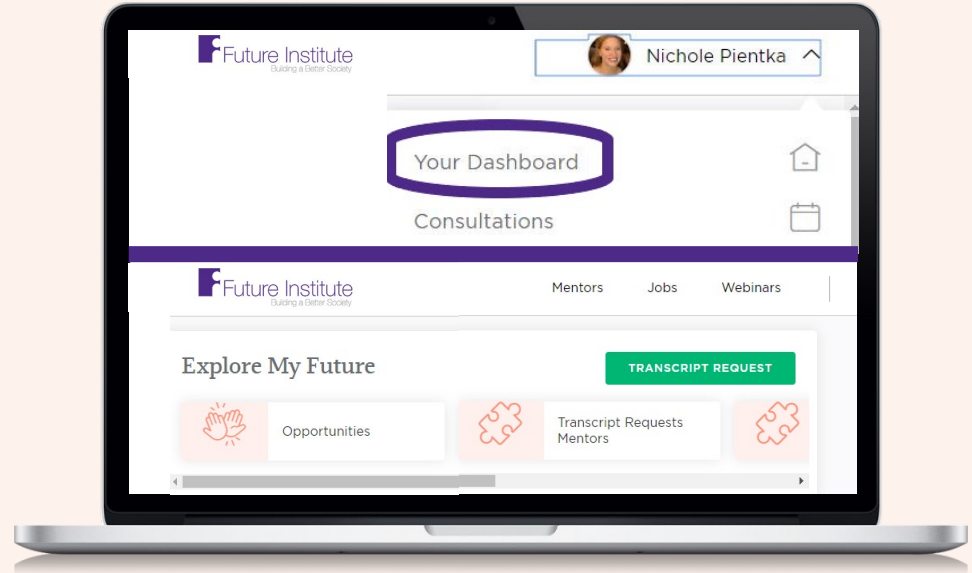 Future Institute
Building a Better Society
Nichole Pientka
Your Dashboard
Consultations
Future Institute
Building a Better Society
Mentors Jobs Webinars
Explore My Future
TRANSCRIPT REQUEST
Opportunities
Transcript Requests
Mentors